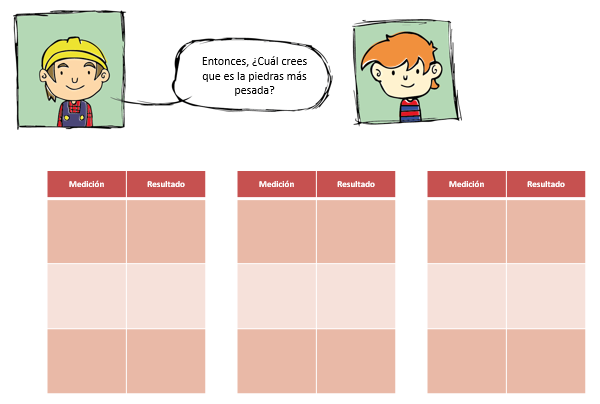 Entonces, ¿Cuál crees
que es la piedras más
pesada?
Medición Resultado Medición Resultado Medición Resultado